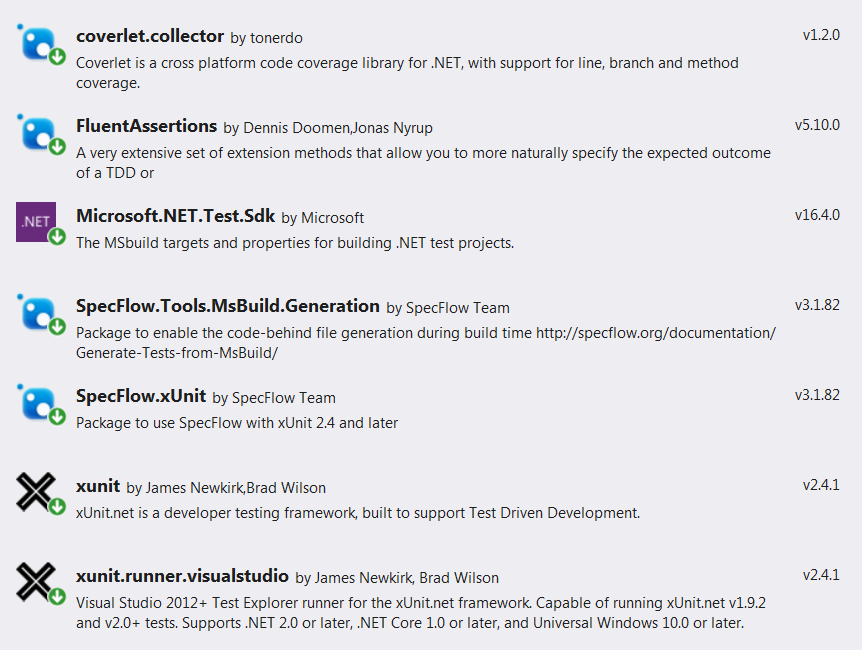 coverlet.collector by tonerdo v1.2.0
Coverlet is a cross platform code coverage library for .NET, with support for line, branch and method
coverage.
FluentAssertions by Dennis Doomen,Jonas Nyrup v5.10.0
A very extensive set of extension methods that allow you to more naturally specify the expected outcome
of a TDD or
.NET
Microsoft.NET.Test.Sdk by Microsoft v16.4.0
The MSbuild targets and properties for building .NET test projects.
SpecFlow.Tools.MsBuild.Generation by SpecFlow Team v3.1.82
Package to enable the code-behind file generation during build time http://specflow.org/documentation/
Generate-Tests-from-MsBuild/
SpecFlow.xUnit by SpecFlow Team v3.1.82
Package to use SpecFlow with xUnit 2.4 and later
xunit by James Newkirk,Brad Wilson v2.4.1
xUnit.net is a developer testing framework, built to support Test Driven Development.
xunit.runner.visualstudio by James Newkirk, Brad Wilson v2.4.1
Visual Studio 2012+ Test Explorer runner for the xUnit.net framework. Capable of running xUnit.net v1.9.2
and v2.0+ tests. Supports .NET 2.0 or later, .NET Core 1.0 or later, and Universal Windows 10.0 or later.